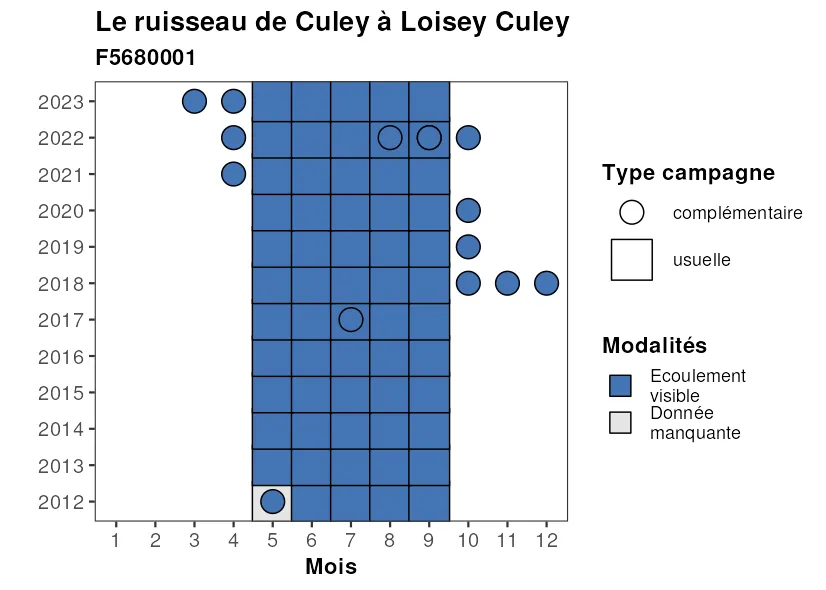 Le ruisseau de Culey à Loisey Culey
F5680001
2023
2022
2021
2020
2019
2018
2017
2016
2015
2014
2013
2012
1 2 3 4 5 6 7 8 9 10 11 12
Mois
Type campagne
complémentaire
usuelle
Modalités
Ecoulement
visible
Donnée
manquante